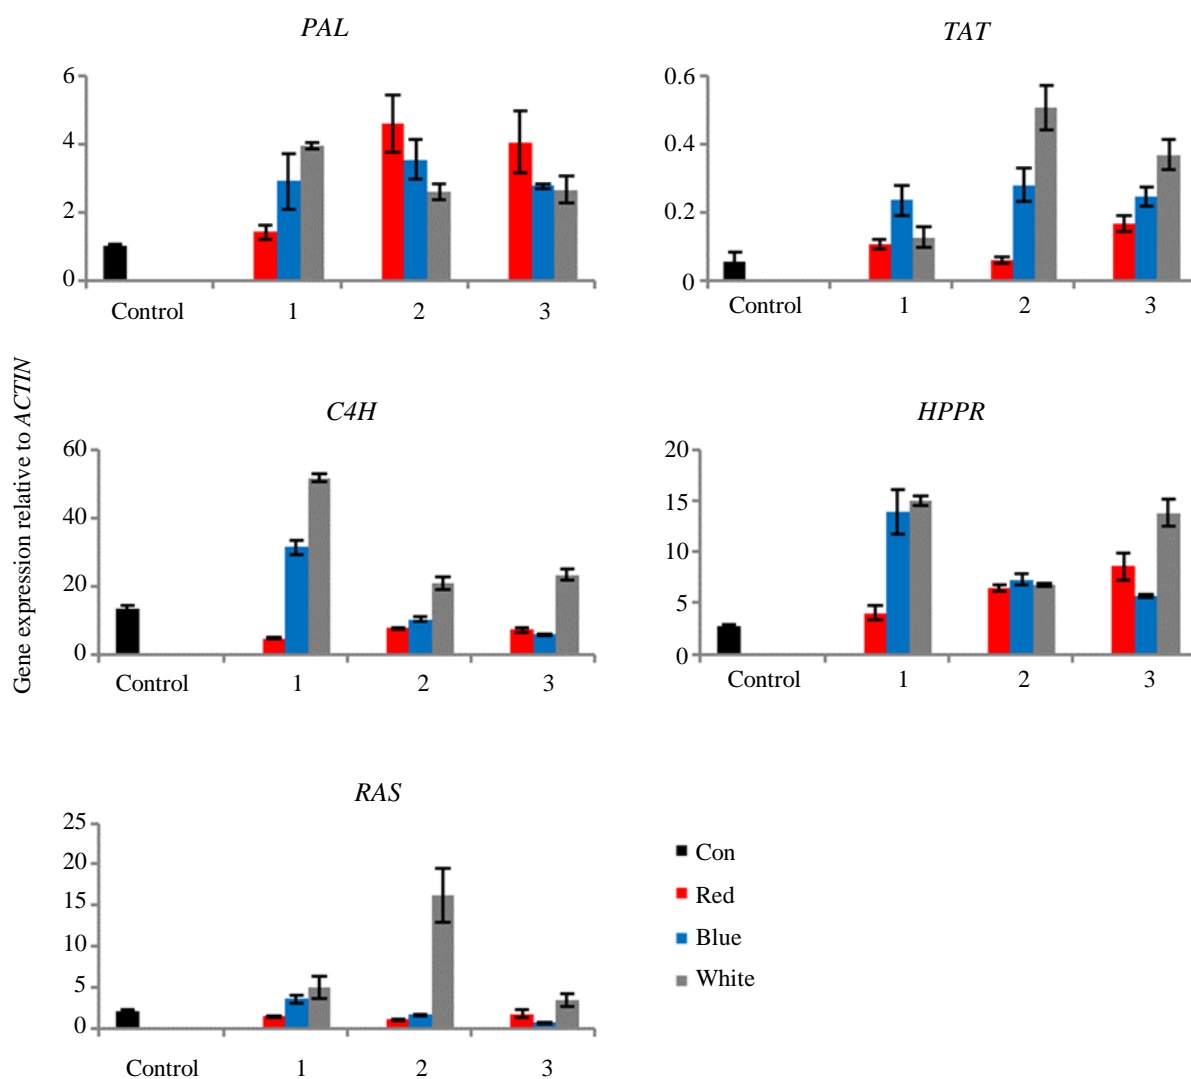 PAL
6
4
2
0
Control
1
2
3
TAT
0.6
0.4
0.2
0
Control
1
2
3
Gene expression relative to ACTIN
C4H
60
40
20
0
Control
1
2
3
HPPR
20
15
10
5
0
Control
1
2
3
RAS
25
20
15
10
5
0
Control
1
2
3
Con
Red
Blue
White